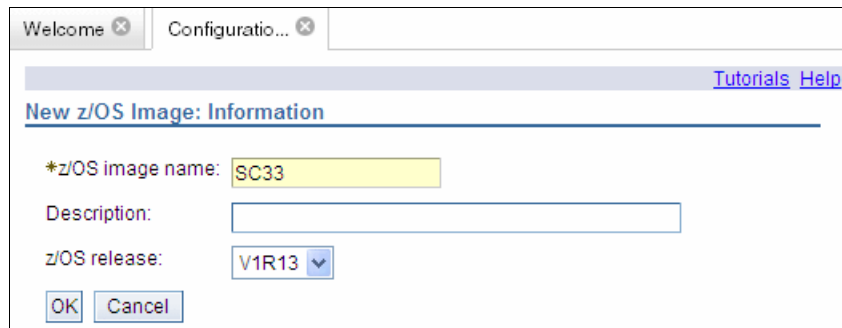 Welcome Configuratio...
Tutorials Help
New z/OS Image: Information
*z/OS image name: SC33
Description:
z/OS release: V1R13
OK Cancel